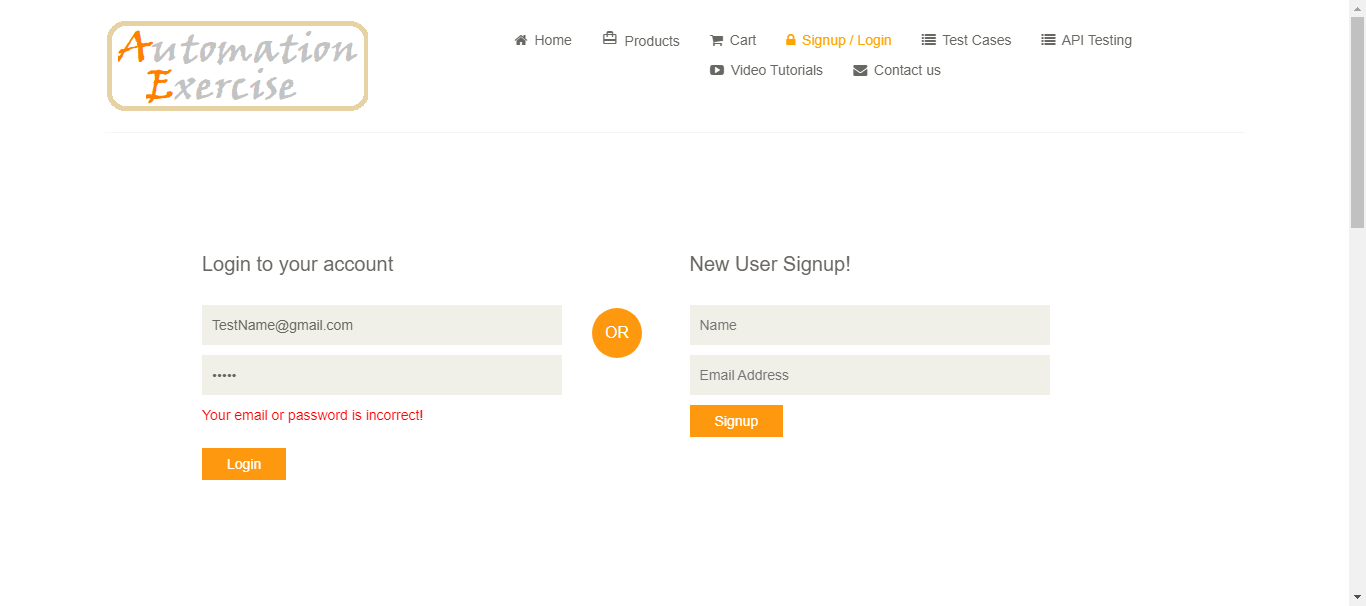 Automation
Exercise
Home
Products
Cart
Signup / Login
Test Cases
API Testing
Video Tutorials
Contact us
Login to your account
TestName@gmail.com
•••••
Your email or password is incorrect!
Login
OR
New User Signup!
Name
Email Address
Signup